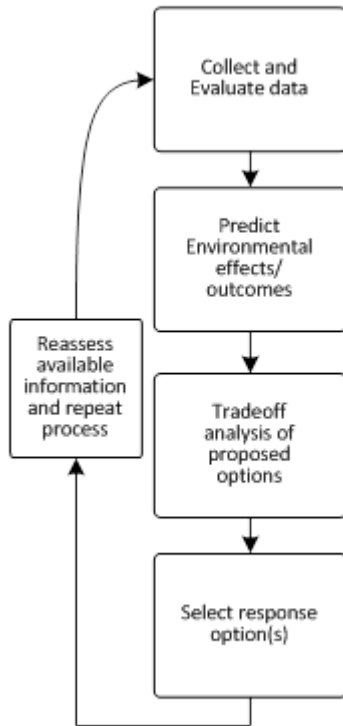 Collect and
Evaluate data
Predict
Environmental
effects/
outcomes
Reassess
available
information
and repeat
process
Tradeoff
analysis of
proposed
options
Select response
option(s)